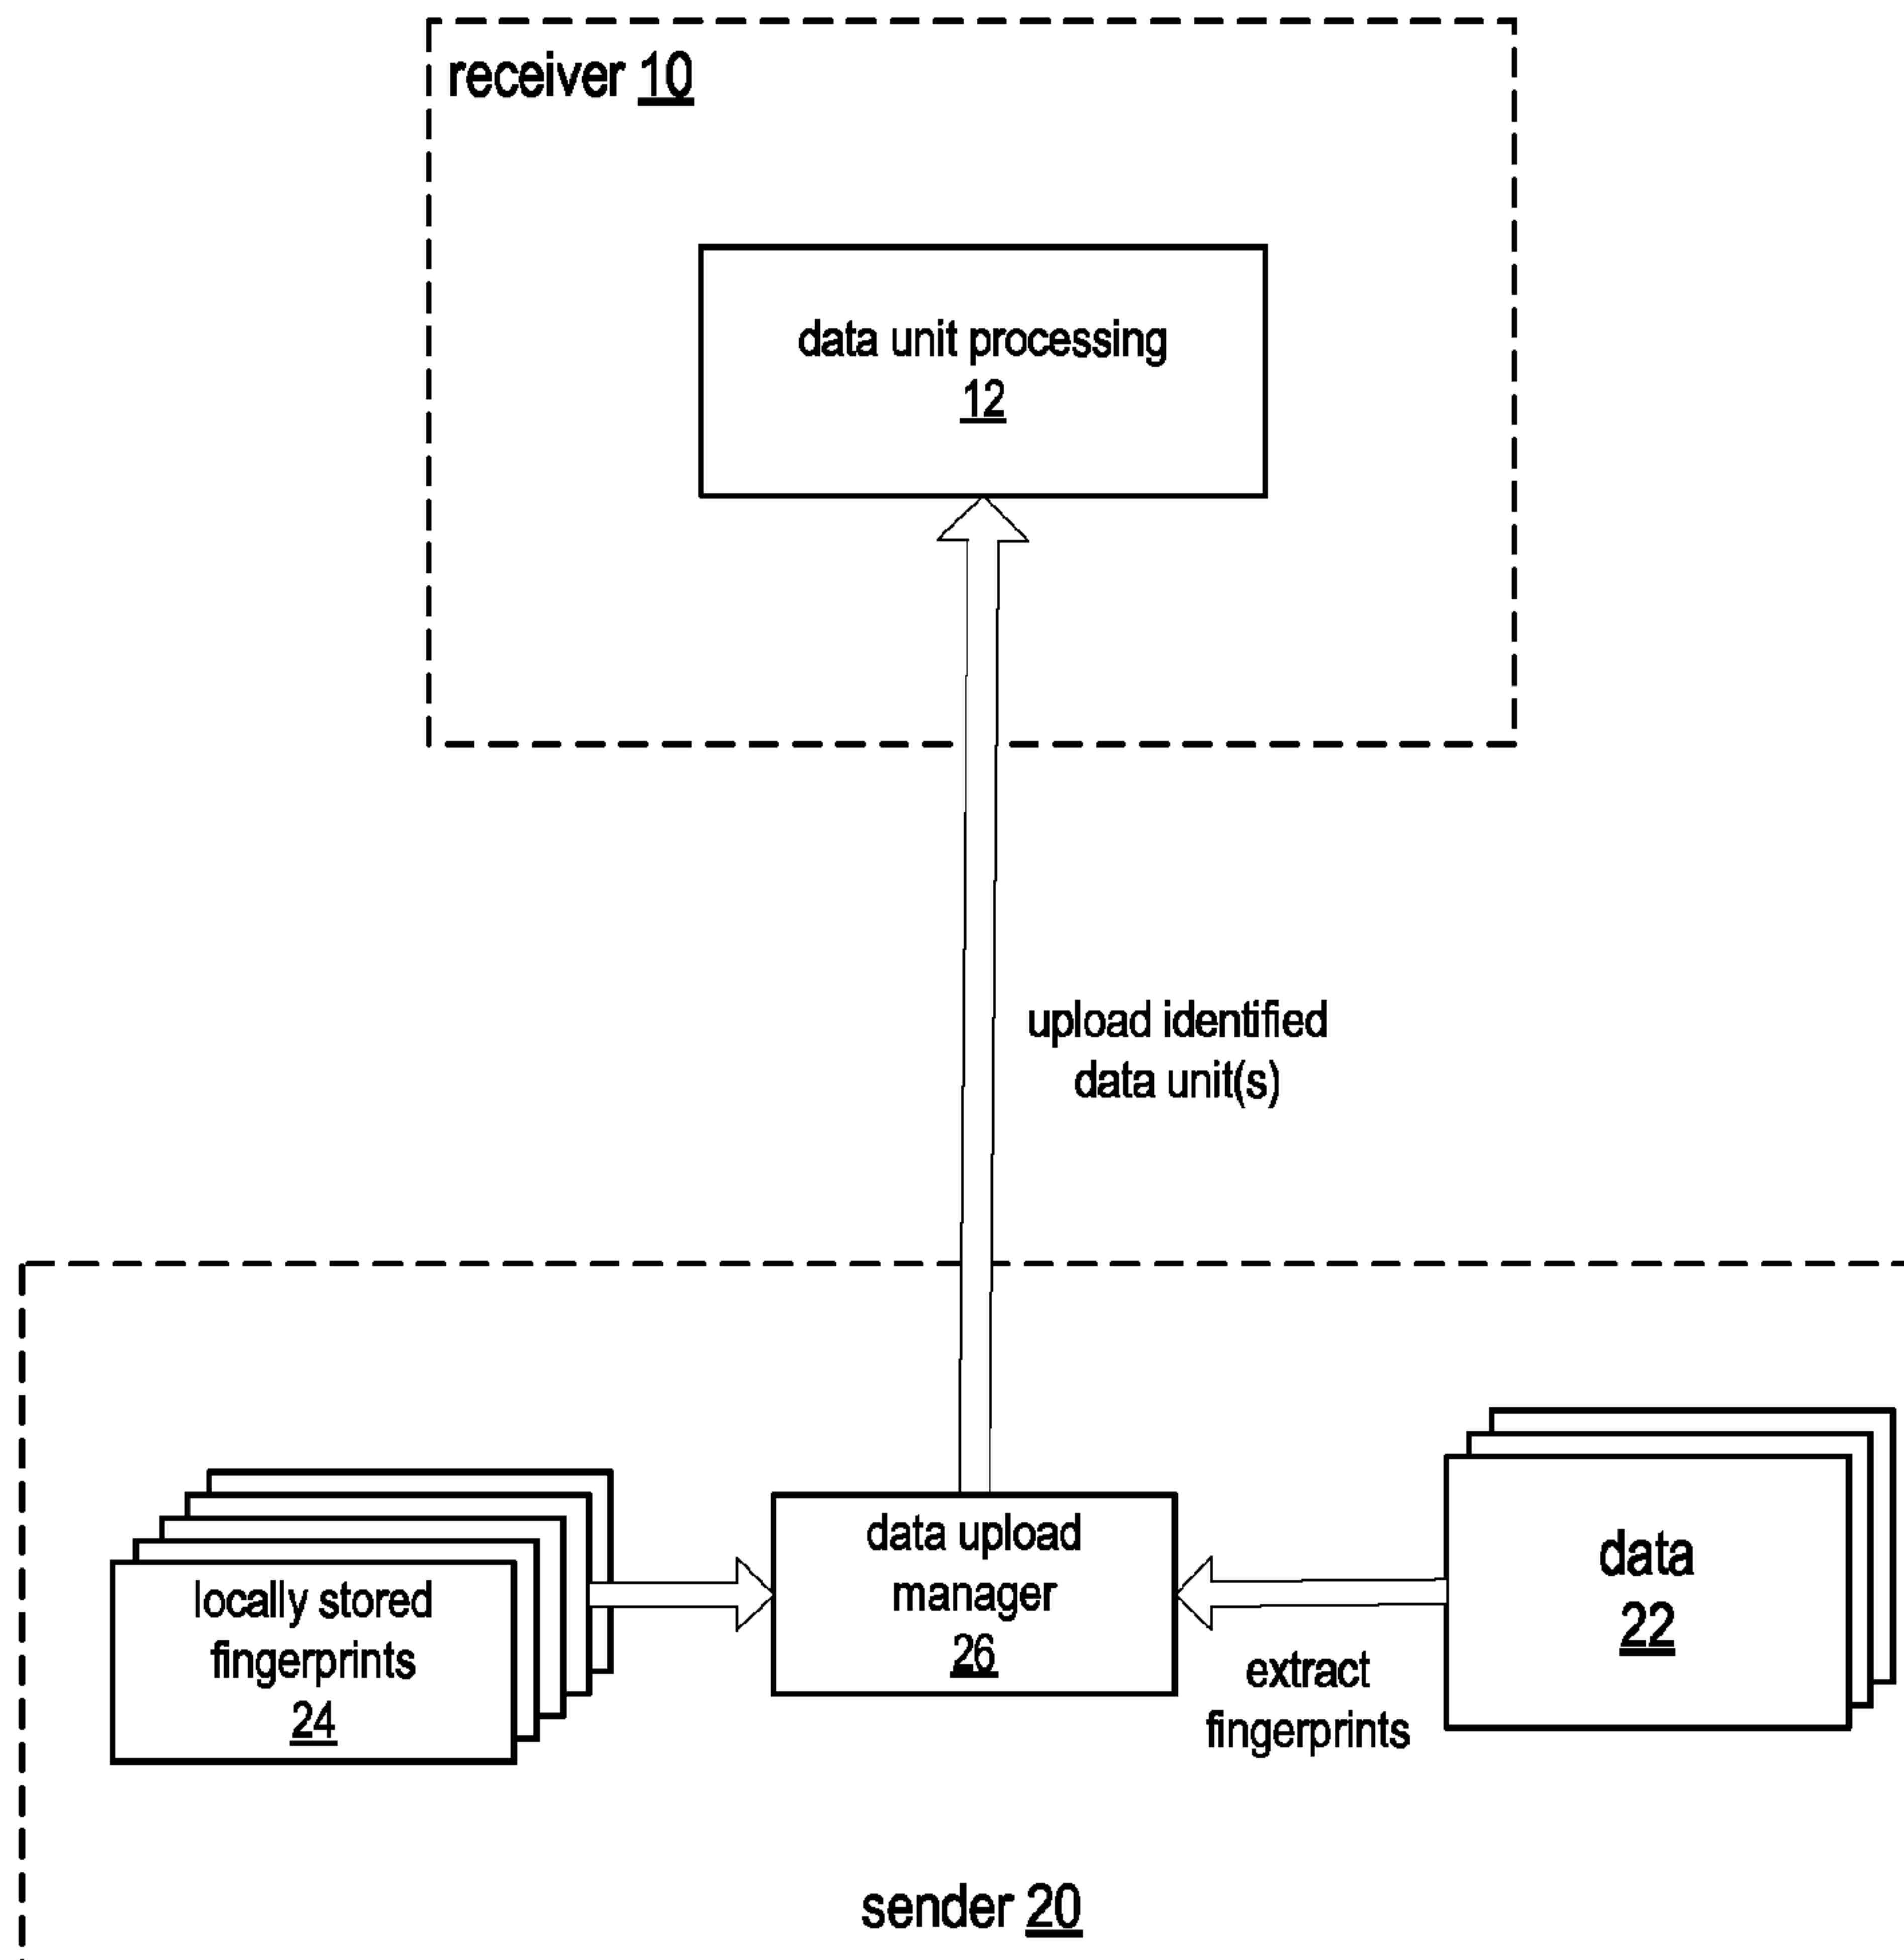 receiver 10
data unit processing
12
upload identified
data unit(s)
locally stored
fingerprints
24
data upload
manager
26
extract
fingerprints
data
22
sender 20